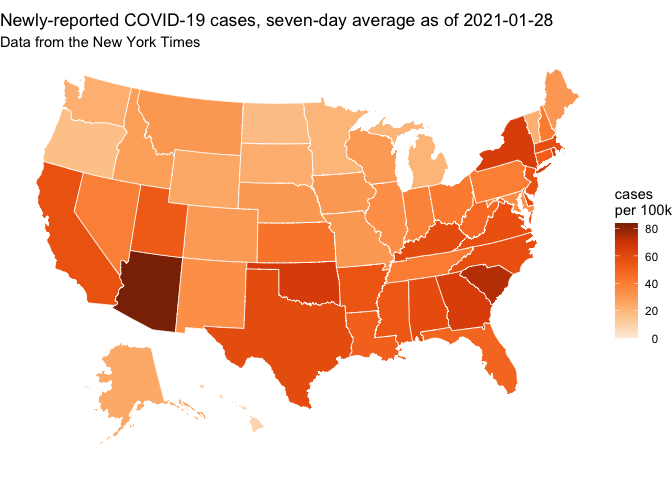 Newly-reported COVID-19 cases, seven-day average as of 2021-01-28
Data from the New York Times
cases
per 100k
80
60
40
20
0